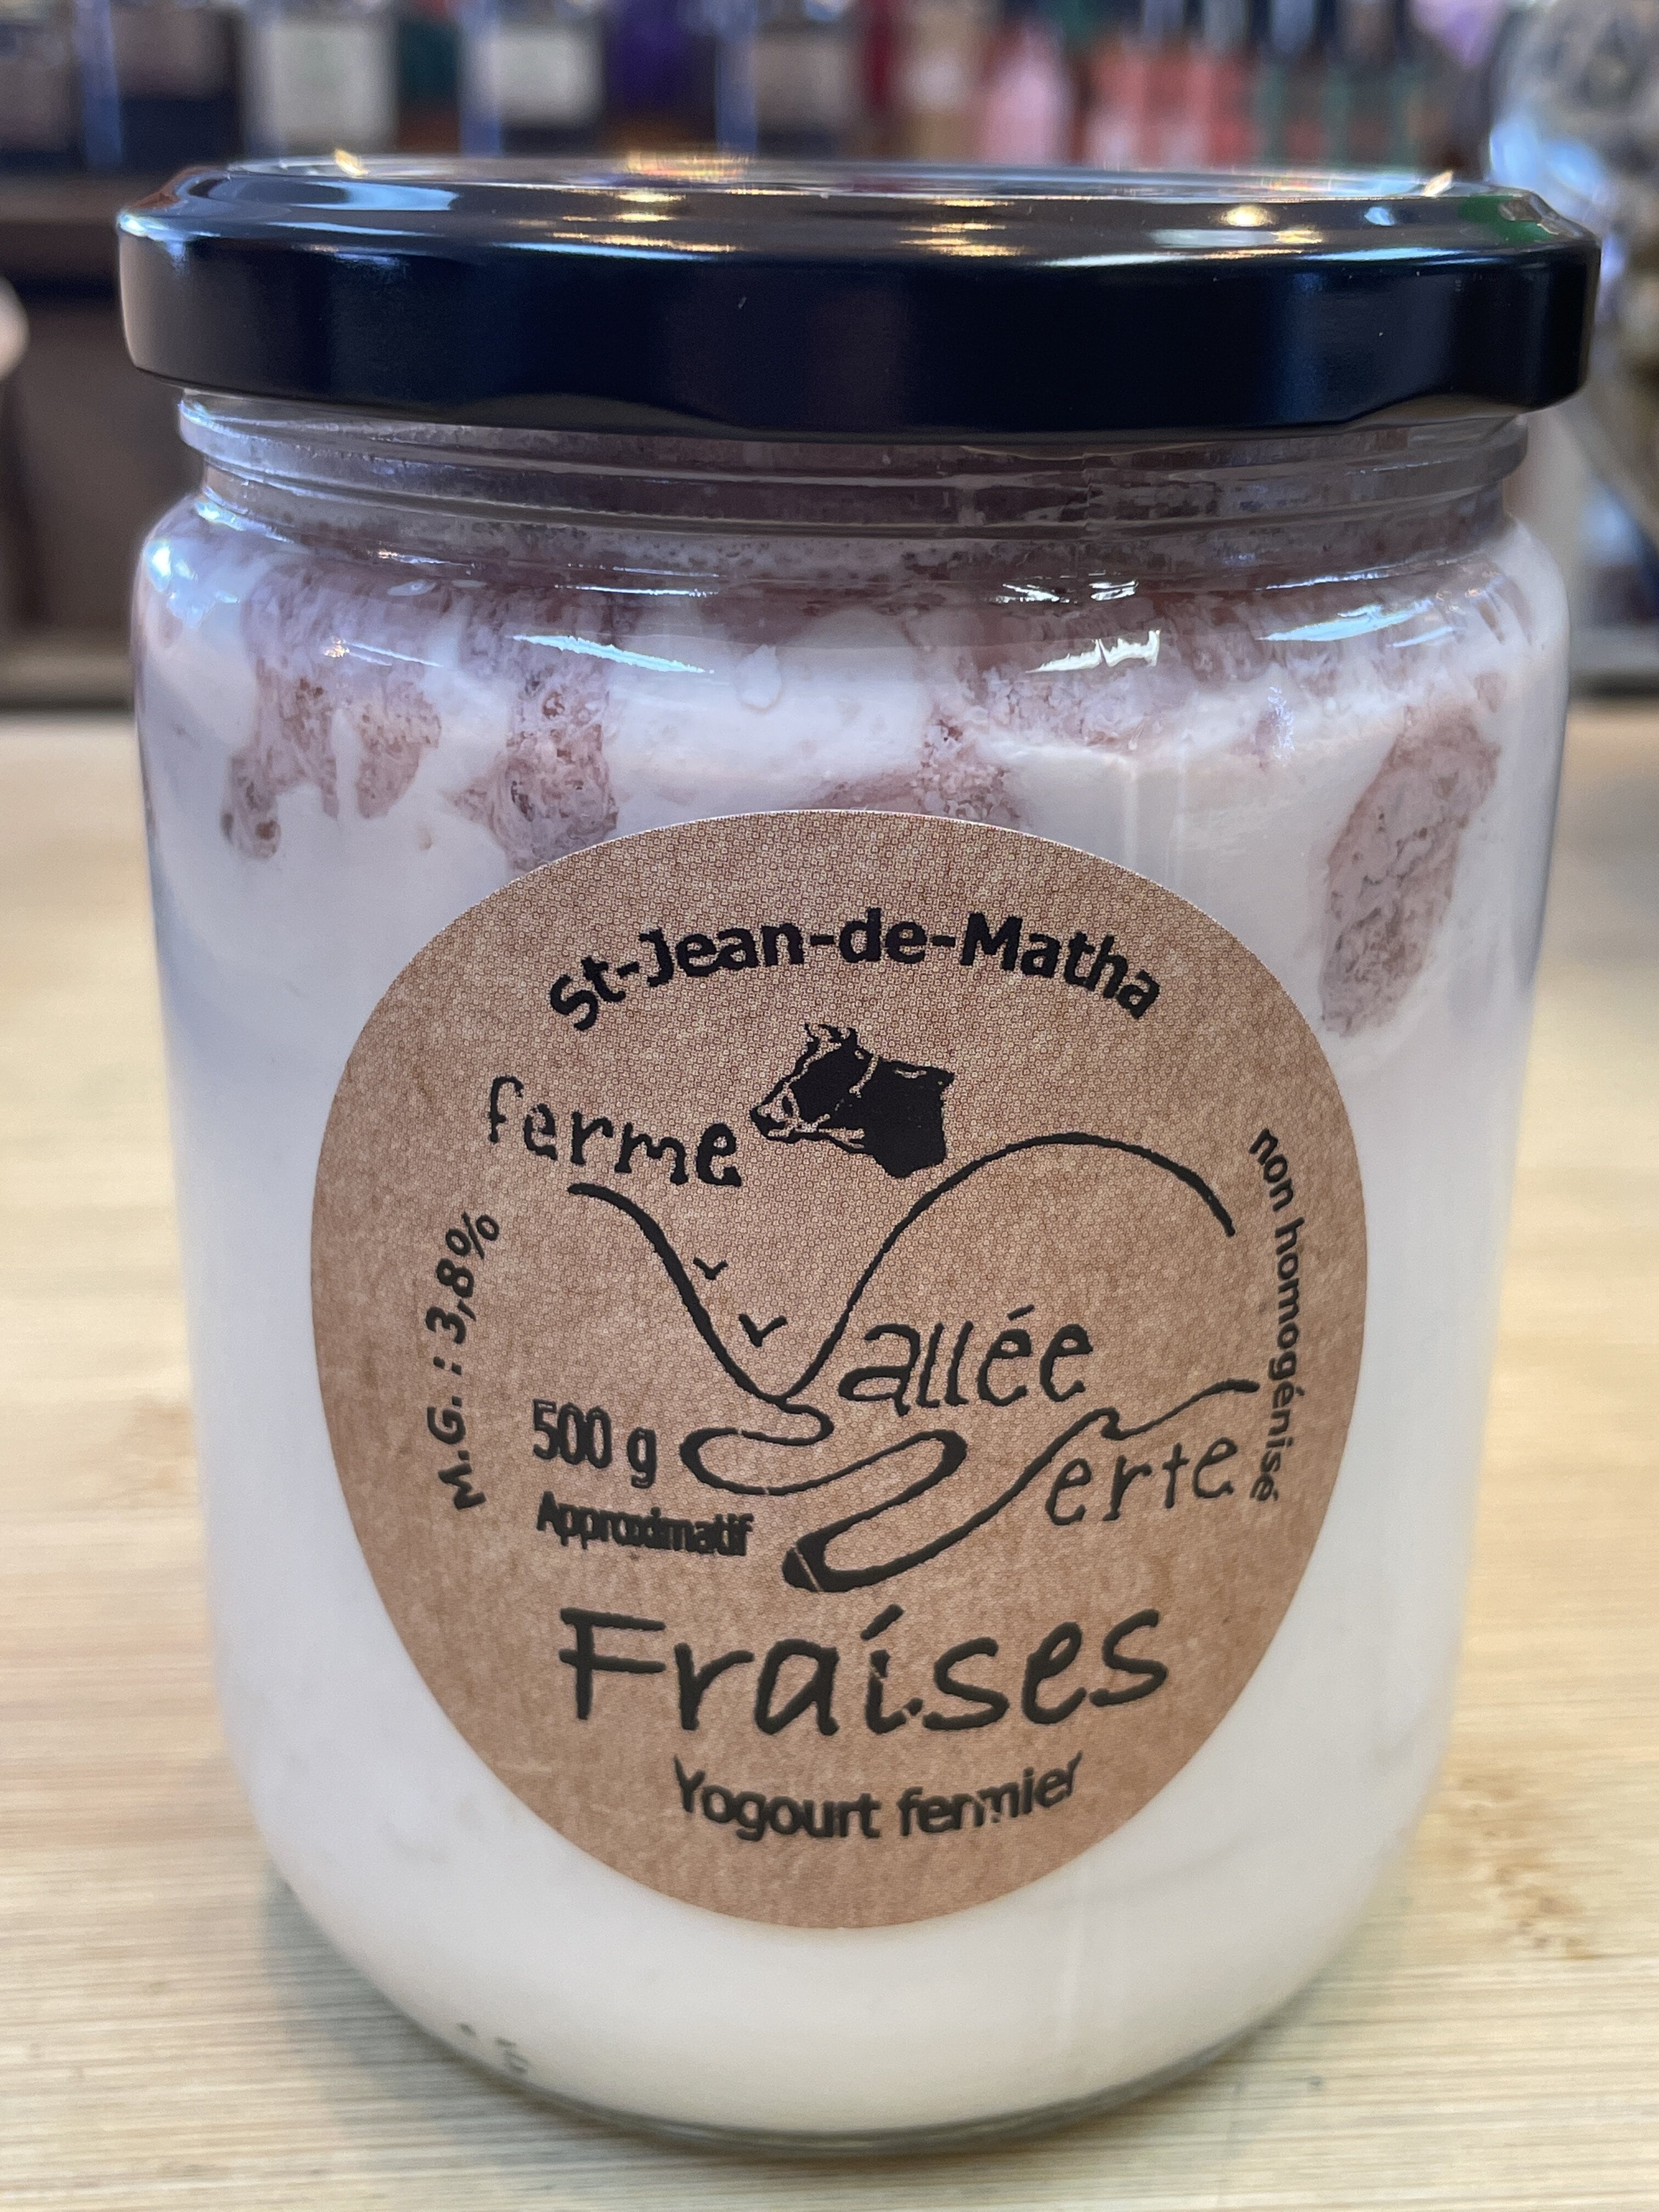 St-Jean-de-Matha
ferme
Vallée
Verte
M.G. : 3,8%
non homogénisé
500 g
Approximatif
Fraises
Yogourt fermier